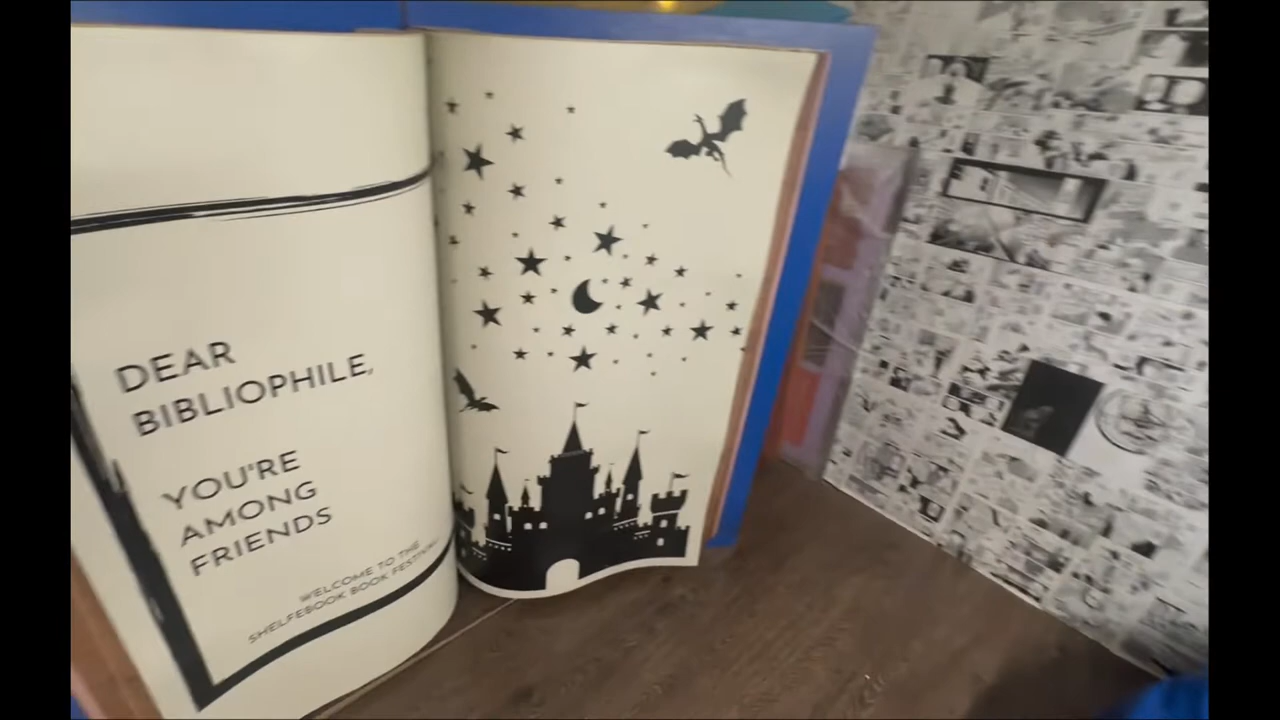 DEAR
BIBLIOPHILE,
YOU'RE
AMONG
FRIENDS
WELCOME TO THE
SHELFEBOOK BOOK FESTIVAL